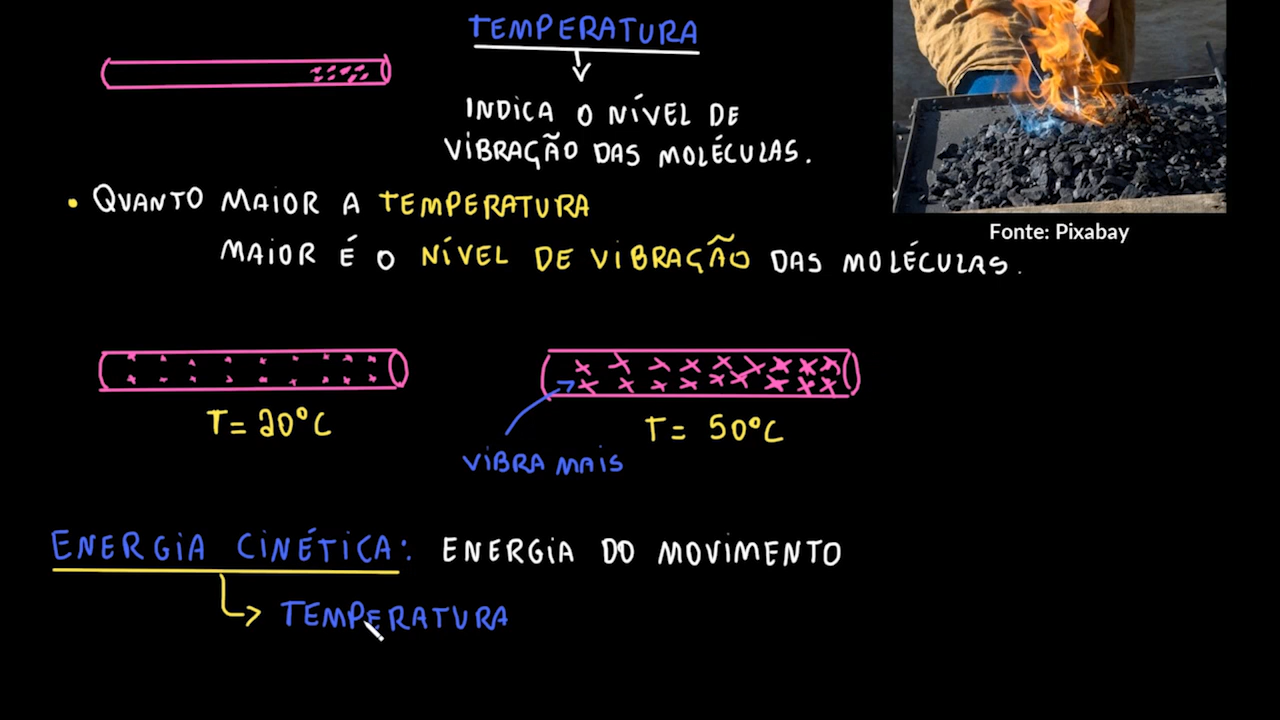 TEMPERATURA
INDICA O NÍVEL DE
VIBRAÇÃO DAS MOLÉCULAS.
Fonte: Pixabay
• QUANTO MAIOR A TEMPERATURA
MAIOR É O NÍVEL DE VIBRAÇÃO DAS MOLÉCULAS.
T= 20°C
T= 50°C
VIBRA MAIS
ENERGIA CINÉTICA: ENERGIA DO MOVIMENTO
TEMPERATURA